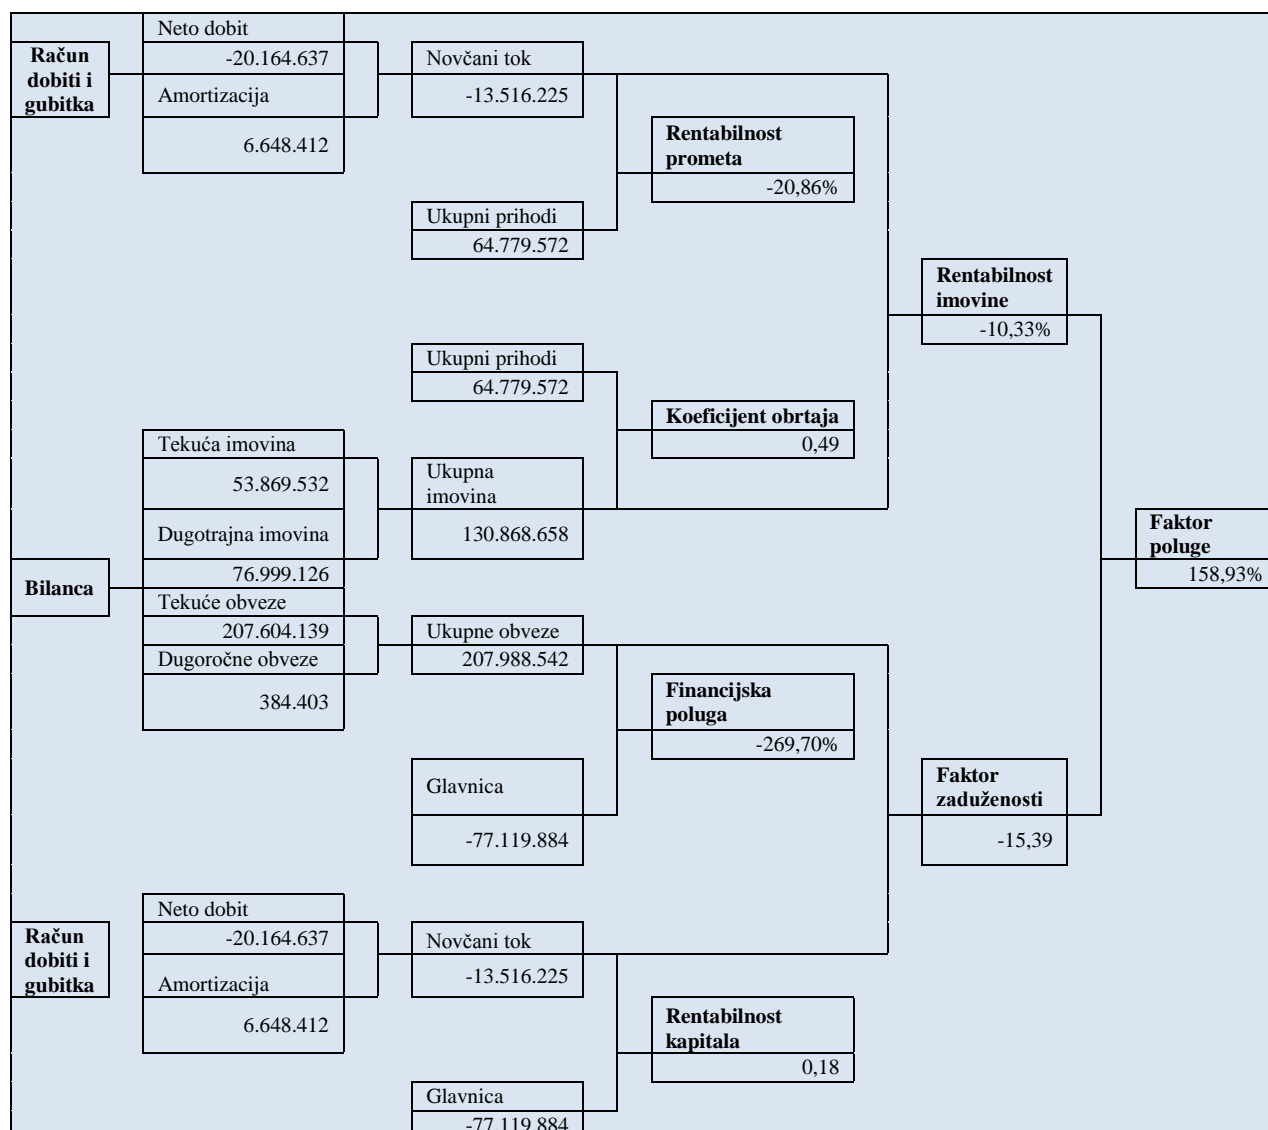 Neto dobit
Račun
dobiti i
gubitka
-20.164.637
Novčani tok
Amortizacija
-13.516.225
6.648.412
Rentabilnost
prometa
-20,86%
Ukupni prihodi
64.779.572
Rentabilnost
imovine
-10,33%
Ukupni prihodi
64.779.572
Koeficijent obrtaja
0,49
Tekuća imovina
53.869.532
Ukupna
imovina
130.868.658
Dugotrajna imovina
76.999.126
Faktor
poluge
158,93%
Bilanca
Tekuće obveze
207.604.139
Ukupne obveze
Dugoročne obveze
207.988.542
384.403
Financijska
poluga
-269,70%
Glavnica
-77.119.884
Faktor
zaduženosti
-15,39
Neto dobit
Račun
dobiti i
gubitka
-20.164.637
Novčani tok
Amortizacija
-13.516.225
6.648.412
Rentabilnost
kapitala
0,18
Glavnica
-77.119.884